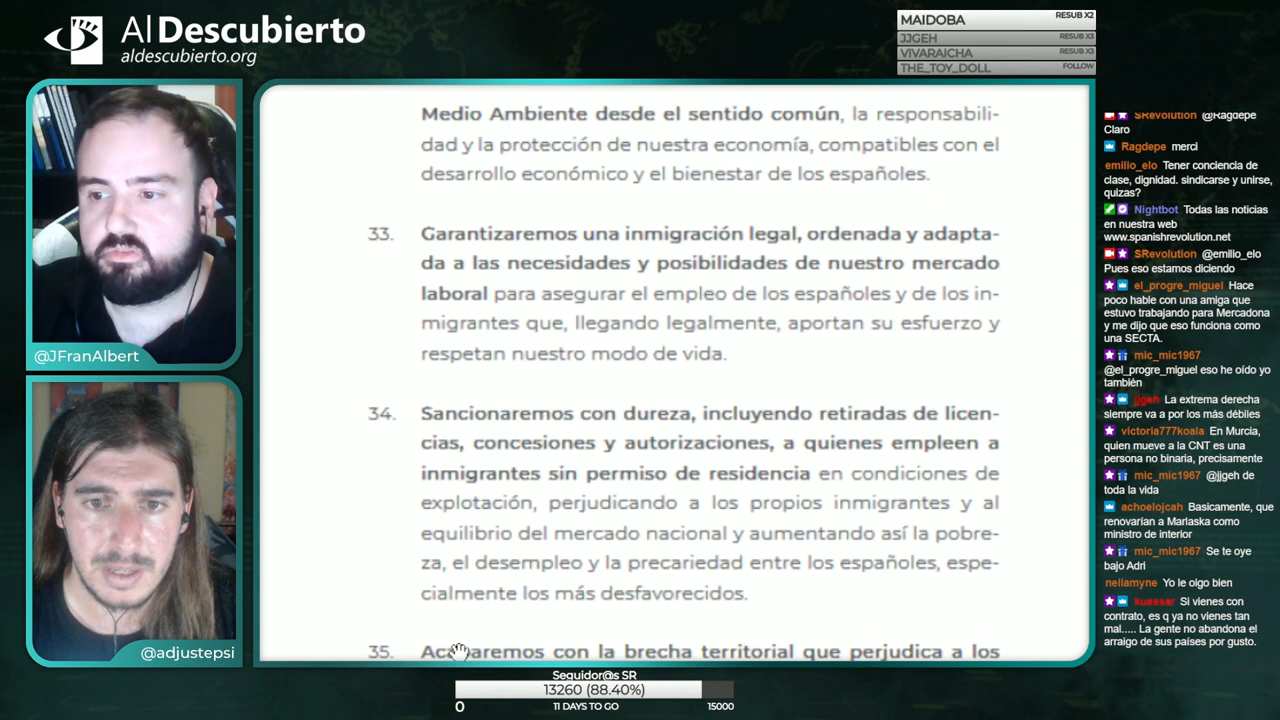 Al Descubierto
aldescubierto.org
MAIDOBA RESUB X2
JJGEH RESUB X3
VIVARAICHA RESUB X3
THE_TOY_DOLL FOLLOW
@JFranAlbert
@adjustepsi
Medio Ambiente desde el sentido común, la responsabili-
dad y la protección de nuestra economía, compatibles con el
desarrollo económico y el bienestar de los españoles.
33. Garantizaremos una inmigración legal, ordenada y adapta-
da a las necesidades y posibilidades de nuestro mercado
laboral para asegurar el empleo de los españoles y de los in-
migrantes que, llegando legalmente, aportan su esfuerzo y
respetan nuestro modo de vida.
34. Sancionaremos con dureza, incluyendo retiradas de licen-
cias, concesiones y autorizaciones, a quienes empleen a
inmigrantes sin permiso de residencia en condiciones de
explotación, perjudicando a los propios inmigrantes y al
equilibrio del mercado nacional y aumentando así la pobre-
za, el desempleo y la precariedad entre los españoles, espe-
cialmente los más desfavorecidos.
35. Acabaremos con la brecha territorial que perjudica a los
SRevolution @Ragdepe
Claro
Ragdepe merci
emilio_elo Tener conciencia de
clase, dignidad. sindicarse y unirse,
quizas?
Nightbot Todas las noticias
en nuestra web
www.spanishrevolution.net
SRevolution @emilio_elo
Pues eso estamos diciendo
el_progre_miguel Hace
poco hable con una amiga que
estuvo trabajando para Mercadona
y me dijo que eso funciona como
una SECTA.
mic_mic1967
@el_progre_miguel eso he oído yo
también
jjgeh La extrema derecha
siempre va a por los más débiles
victoria777koala En Murcia,
quien mueve a la CNT es una
persona no binaria, precisamente
mic_mic1967 @jjgeh de
toda la vida
achoelojcah Basicamente, que
renovarían a Marlaska como
ministro de interior
mic_mic1967 Se te oye
bajo Adri
neliamyne Yo le oigo bien
kuassar Si vienes con
contrato, es q ya no vienes tan
mal..... La gente no abandona el
arraigo de sus países por gusto.
Seguidor@s SR
13260 (88.40%)
0 11 DAYS TO GO 15000